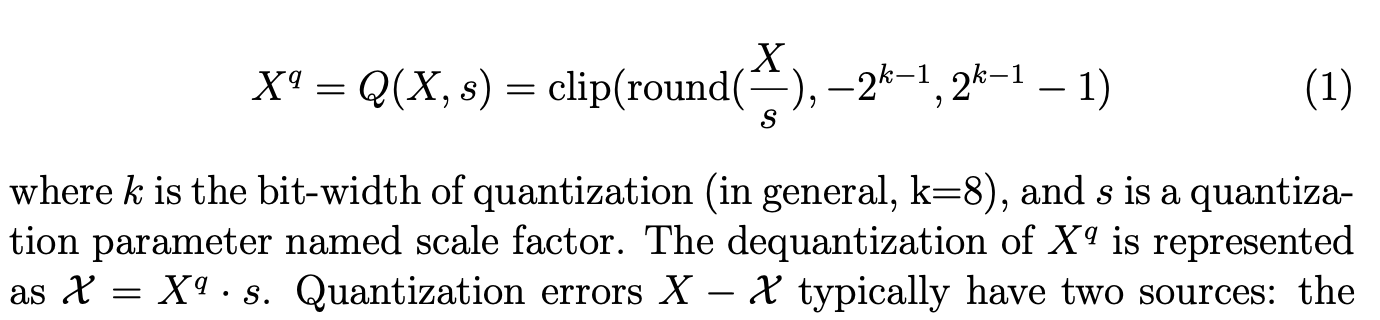 X^q = Q(X, s) = clip(round(X/s), −2^{k−1}, 2^{k−1} − 1) (1)
where k is the bit-width of quantization (in general, k=8), and s is a quantiza-
tion parameter named scale factor. The dequantization of X^q is represented
as 𝒳 = X^q · s. Quantization errors X − 𝒳 typically have two sources: the